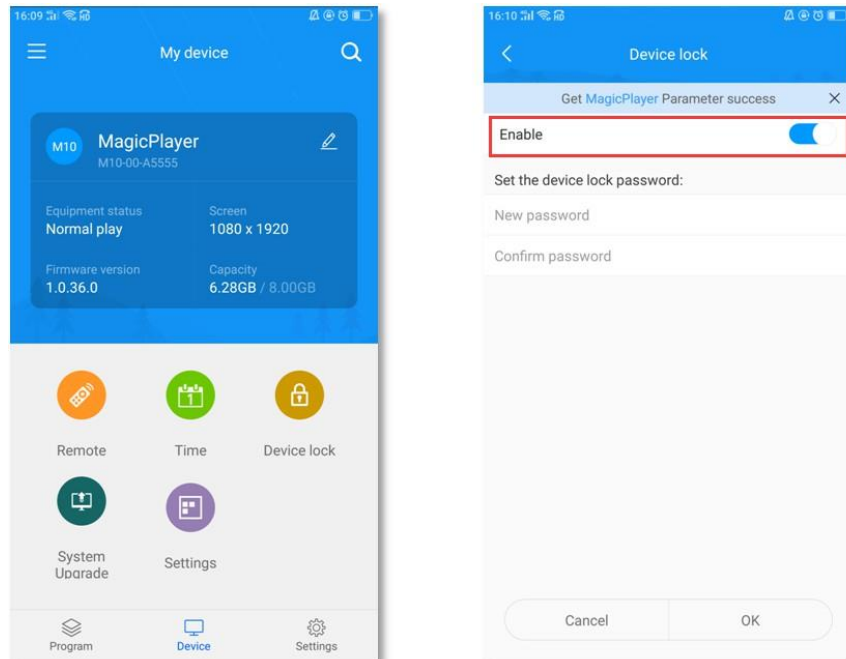 16:09
My device
M10
MagicPlayer
M10-00-A5555
Equipment status
Screen
Normal play
1080 x 1920
Firmware version
Capacity
1.0.36.0
6.28GB / 8.00GB
1
Remote
Time
Device lock
System
Upgrade
Settings
Program
Device
Settings
16:10
Device lock
Get MagicPlayer Parameter success
Enable
Set the device lock password:
New password
Confirm password
Cancel
OK